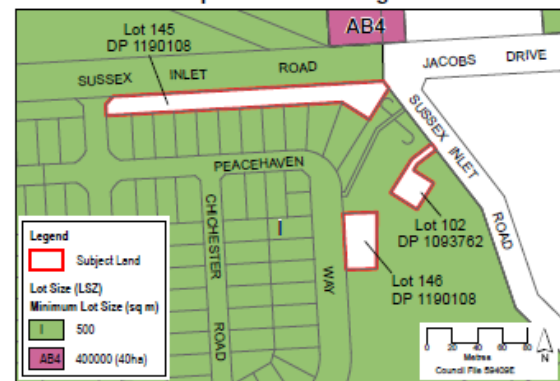 Lot 145
DP 1190108
AB4
JACOBS DRIVE
SUSSEX INLET ROAD
SUSSEX INLET ROAD
PEACEHAVEN WAY
CHICHESTER ROAD
I
Lot 102
DP 1093762
Lot 146
DP 1190108
Legend
Subject Land
Lot Size (LSZ)
Minimum Lot Size (sq m)
I 500
AB4 400000 (40ha)
0 20 40 60 80
Metres
N
Council File 59409E